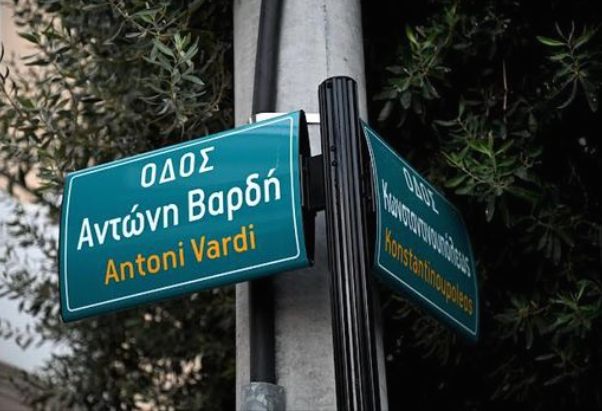 ΟΔΟΣ
Αντώνη Βαρδή
Antoni Vardi
ΟΔΟΣ
Κωνσταντινουπόλεως
Konstantinoupoleos